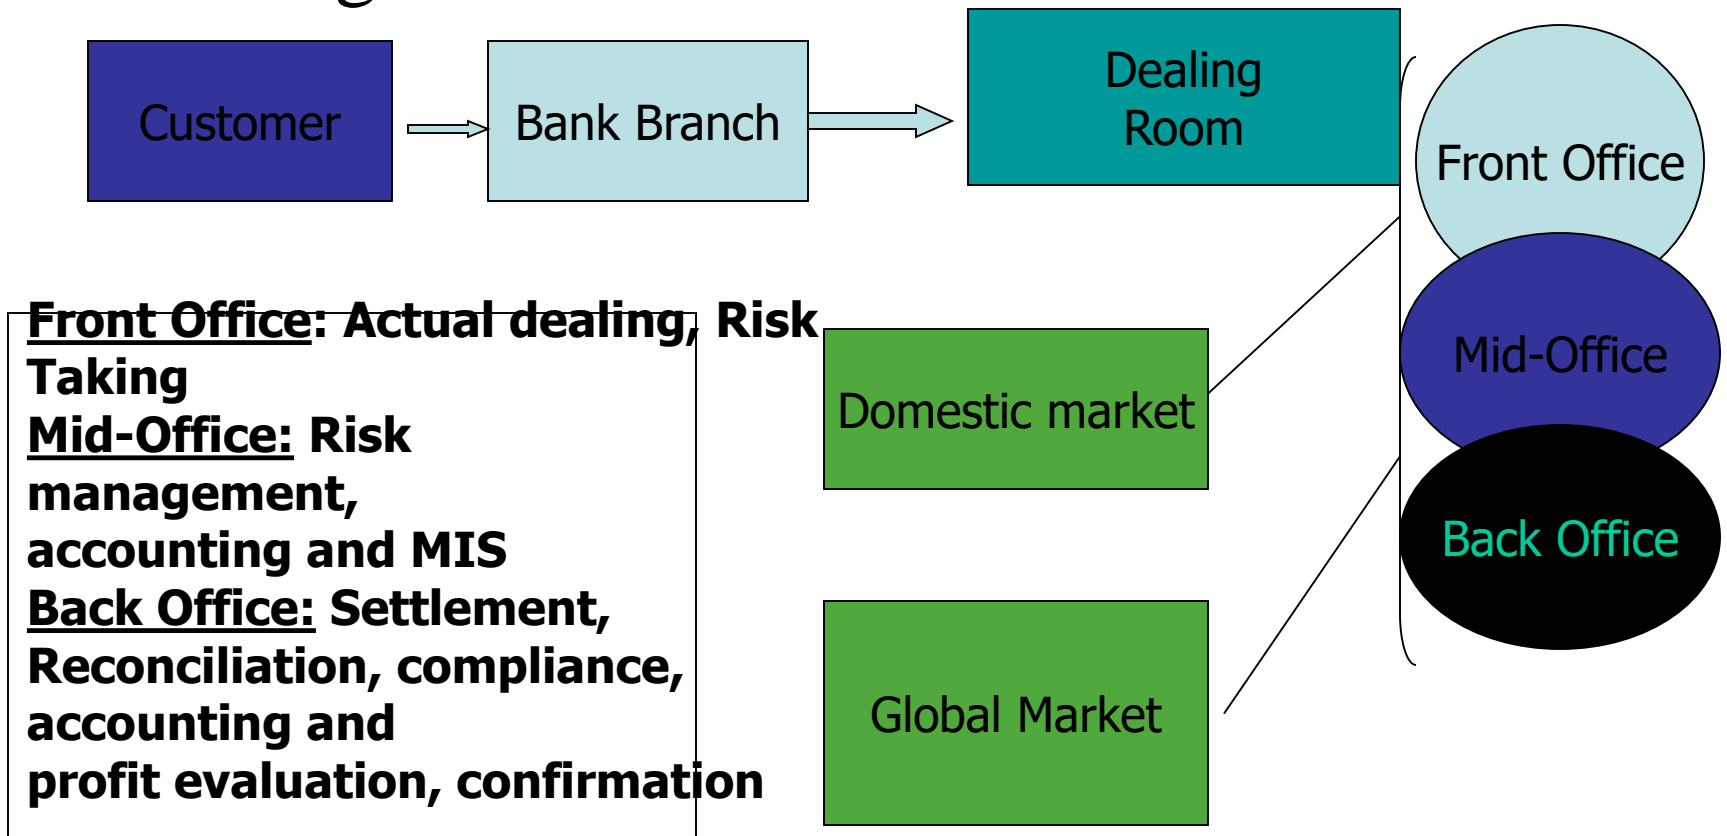 Customer
Bank Branch
Dealing
Room
Front Office
Mid-Office
Back Office
Domestic market
Global Market
Front Office: Actual dealing, Risk
Taking
Mid-Office: Risk
management,
accounting and MIS
Back Office: Settlement,
Reconciliation, compliance,
accounting and
profit evaluation, confirmation